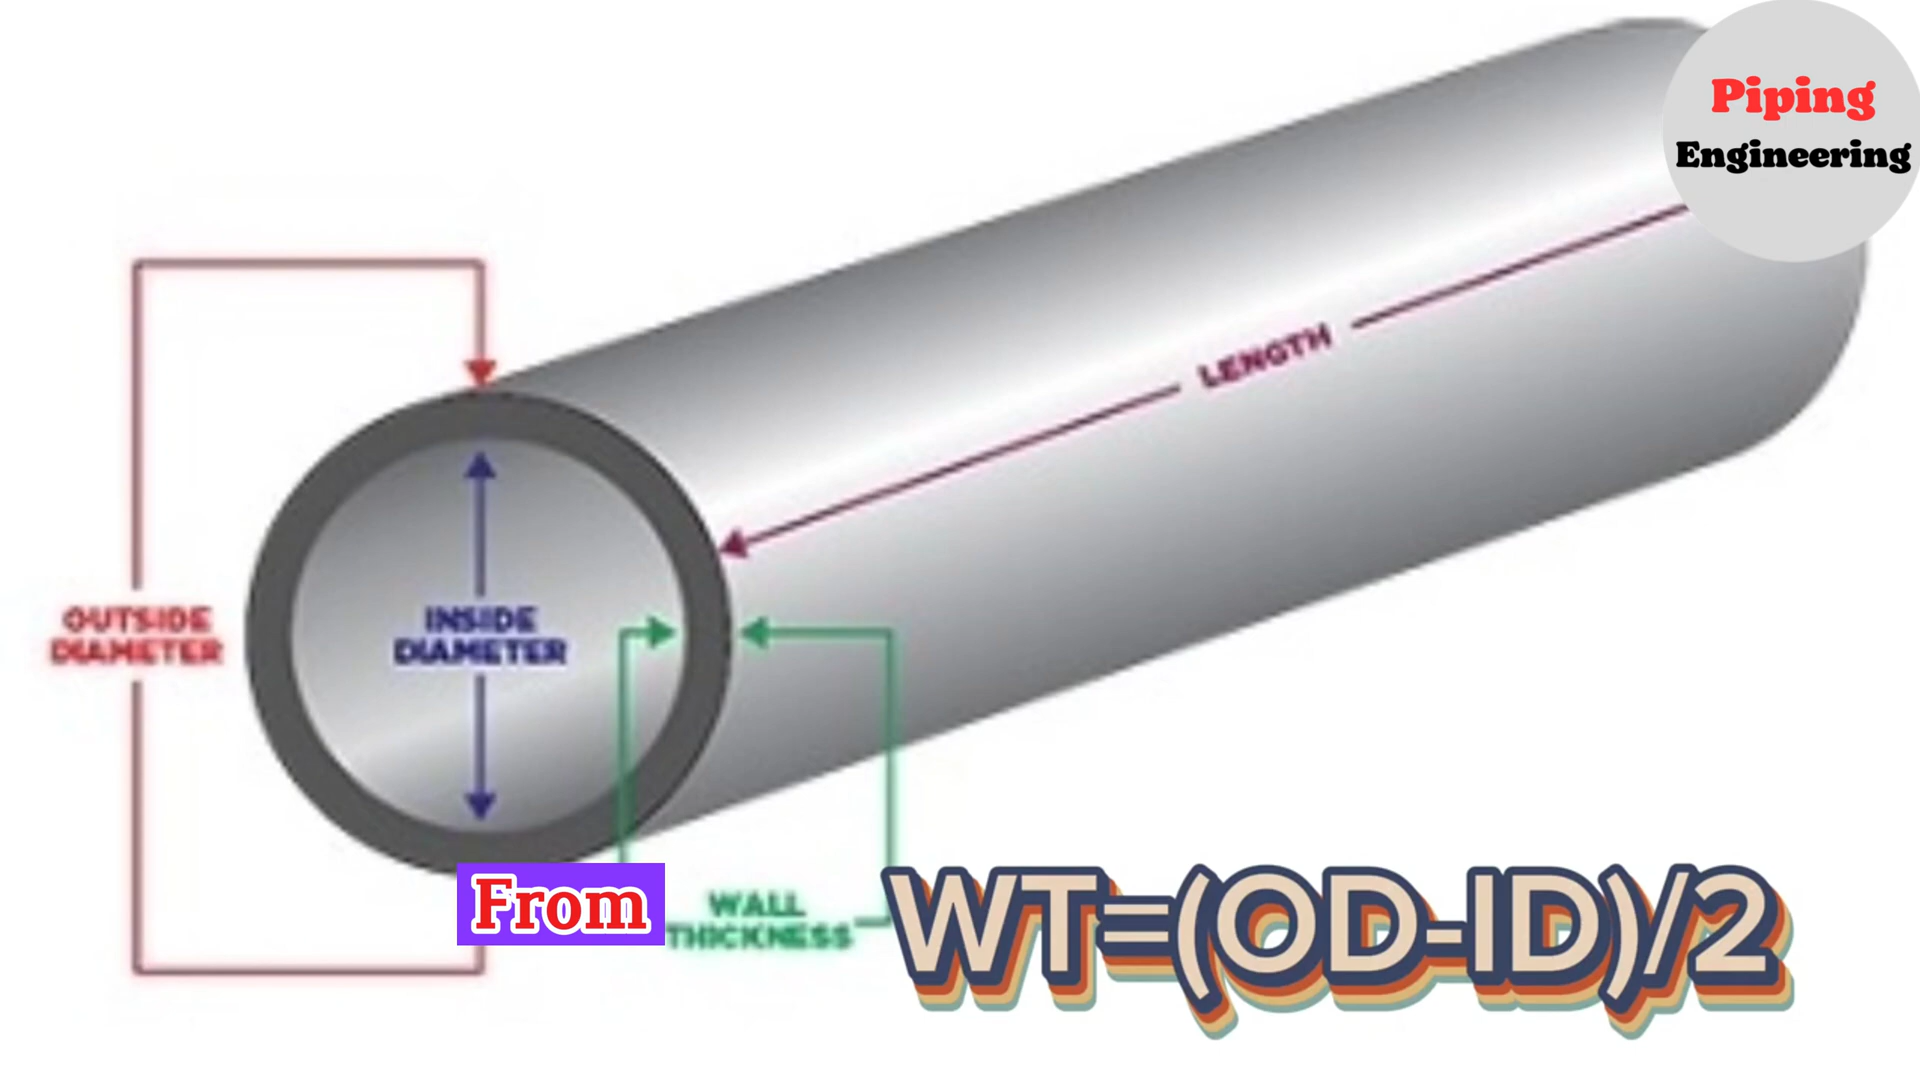 Piping
Engineering
LENGTH
OUTSIDE
DIAMETER
INSIDE
DIAMETER
From
WALL
THICKNESS
WT=(OD-ID)/2